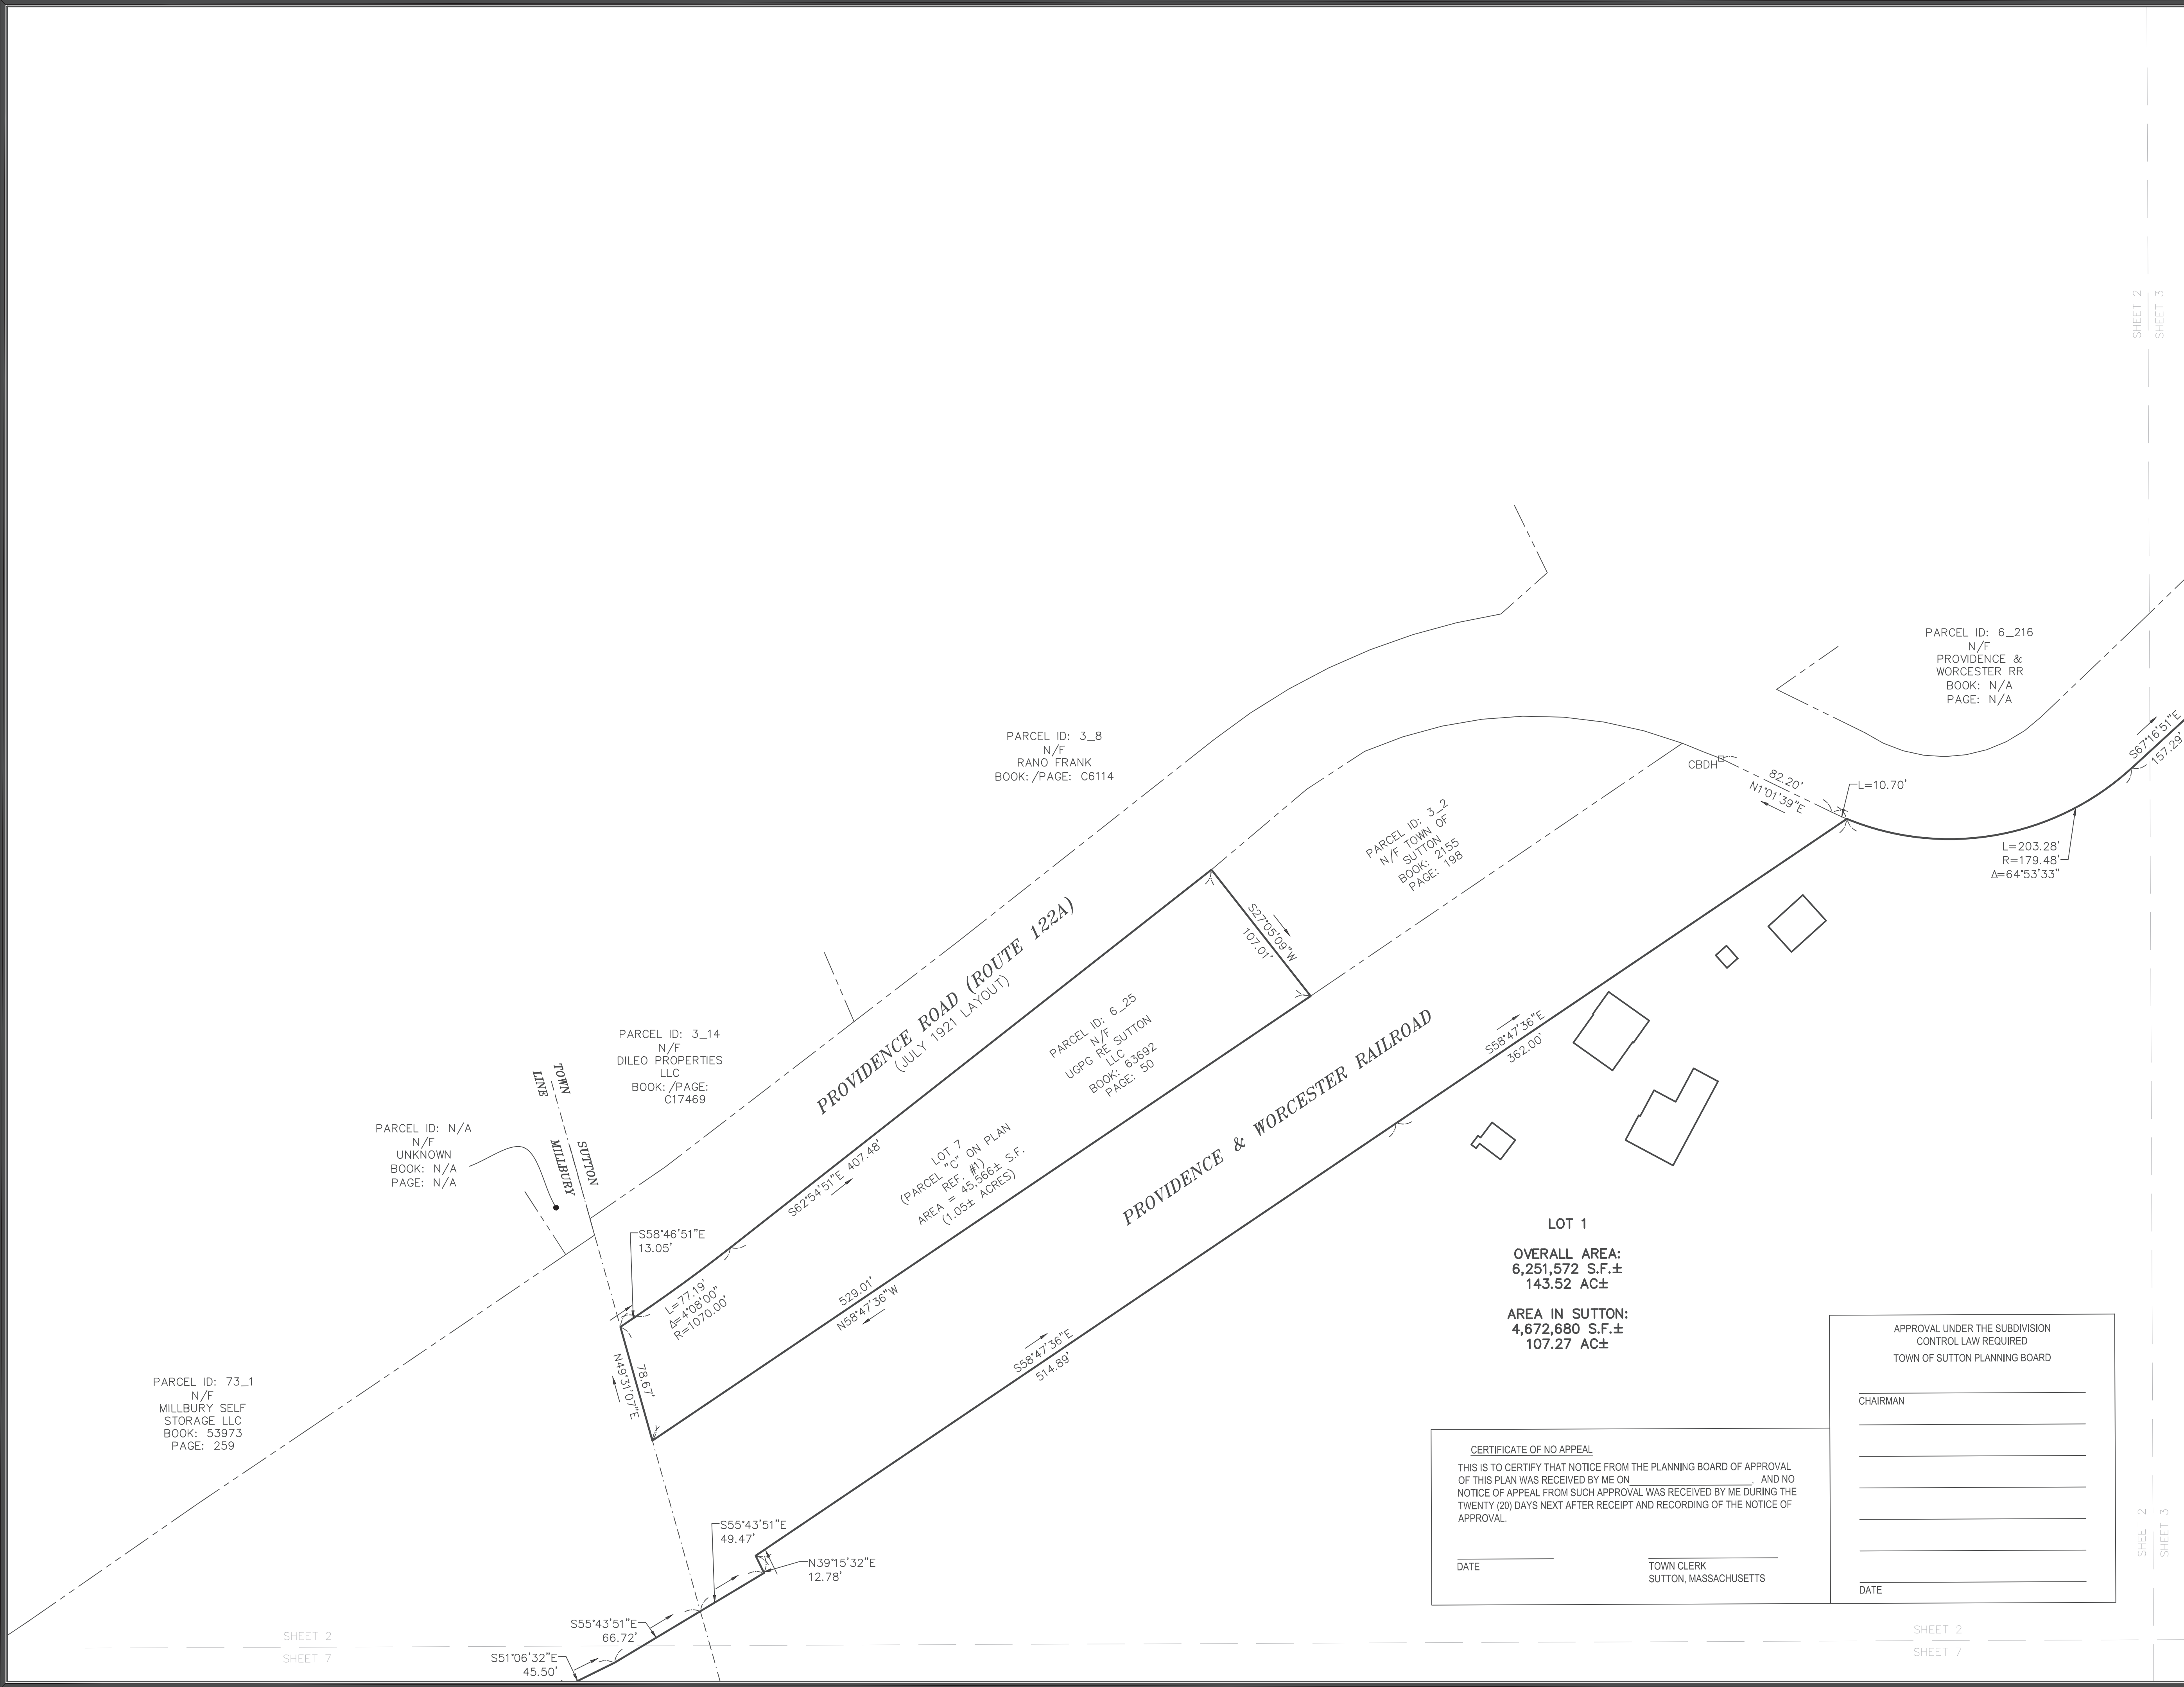 SHEET 2
SHEET 3
PARCEL ID: 6_216
N/F
PROVIDENCE &
WORCESTER RR
BOOK: N/A
PAGE: N/A
S67°16'51"E
157.29'
PARCEL ID: 3_8
N/F
RANO FRANK
BOOK: /PAGE: C6114
CBDH
82.20'
N1°01'39"E
L=10.70'
L=203.28'
R=179.48'
Δ=64°53'33"
PARCEL ID: 3_2
N/F TOWN OF
SUTTON
BOOK: 2155
PAGE: 198
S27°05'09"W
107.01'
PROVIDENCE ROAD (ROUTE 122A)
(JULY 1921 LAYOUT)
PARCEL ID: 6_25
N/F
UGPG RE SUTTON
LLC
BOOK: 63692
PAGE: 50
PARCEL ID: 3_14
N/F
DILEO PROPERTIES
LLC
BOOK: /PAGE:
C17469
TOWN
LINE
SUTTON
MILLBURY
PARCEL ID: N/A
N/F
UNKNOWN
BOOK: N/A
PAGE: N/A
S62°54'51"E 407.48'
LOT 7
(PARCEL "C" ON PLAN
REF. #1)
AREA = 45,566± S.F.
(1.05± ACRES)
PROVIDENCE & WORCESTER RAILROAD
S58°47'36"E
362.00'
S58°46'51"E
13.05'
L=77.19'
Δ=4°08'00"
R=1070.00'
529.01'
N58°47'36"W
78.67'
N49°31'07"E
S58°47'36"E
514.89'
LOT 1
OVERALL AREA:
6,251,572 S.F.±
143.52 AC±
AREA IN SUTTON:
4,672,680 S.F.±
107.27 AC±
PARCEL ID: 73_1
N/F
MILLBURY SELF
STORAGE LLC
BOOK: 53973
PAGE: 259
S55°43'51"E
49.47'
N39°15'32"E
12.78'
S55°43'51"E
66.72'
S51°06'32"E
45.50'
APPROVAL UNDER THE SUBDIVISION
CONTROL LAW REQUIRED
TOWN OF SUTTON PLANNING BOARD
CHAIRMAN
DATE
CERTIFICATE OF NO APPEAL
THIS IS TO CERTIFY THAT NOTICE FROM THE PLANNING BOARD OF APPROVAL
OF THIS PLAN WAS RECEIVED BY ME ON____________________, AND NO
NOTICE OF APPEAL FROM SUCH APPROVAL WAS RECEIVED BY ME DURING THE
TWENTY (20) DAYS NEXT AFTER RECEIPT AND RECORDING OF THE NOTICE OF
APPROVAL.
DATE
TOWN CLERK
SUTTON, MASSACHUSETTS
SHEET 2
SHEET 3
SHEET 2
SHEET 7
SHEET 2
SHEET 7